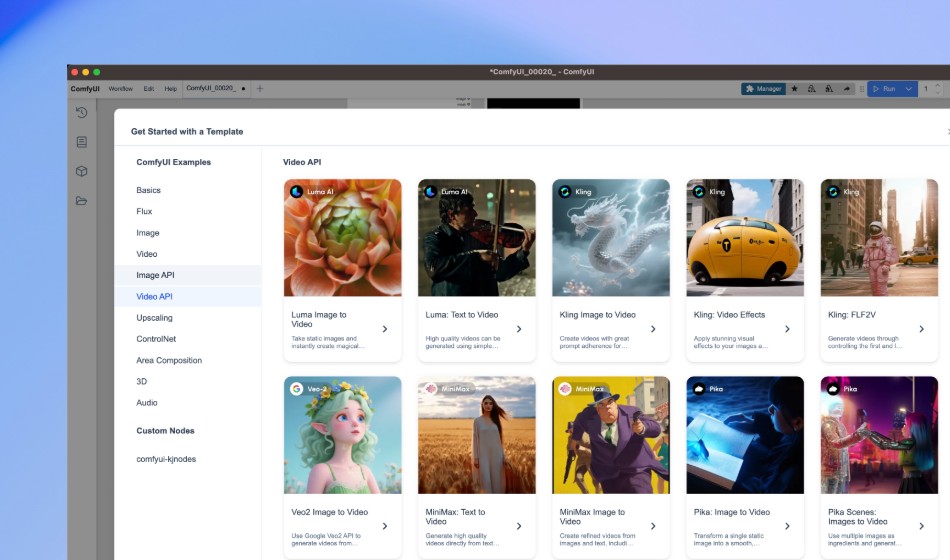 *ComfyUI_00020_ - ComfyUI
ComfyUI Workflow Edit Help ComfyUI_00020_ Manager Run 1
Get Started with a Template
ComfyUI Examples
Basics
Flux
Image
Video
Image API
Video API
Upscaling
ControlNet
Area Composition
3D
Audio
Custom Nodes
comfyui-kjnodes
Video API
Luma AI
Luma Image to
Video
Take static images and
instantly create magical...
Luma AI
Luma: Text to Video
High quality videos can be
generated using simple...
Kling
Kling Image to Video
Create videos with great
prompt adherence for...
Kling
Kling: Video Effects
Apply stunning visual
effects to your images a...
Kling
Kling: FLF2V
Generate videos through
controlling the first and l...
Veo-2
Veo2 Image to Video
Use Google Veo2 API to
generate videos from...
MiniMax
MiniMax: Text to
Video
Generate high quality
videos directly from text...
MiniMax
MiniMax Image to
Video
Create refined videos from
images and text, includi...
Pika
Pika: Image to Video
Transform a single static
image into a smooth,...
Pika
Pika Scenes:
Images to Video
Use multiple images as
ingredients and generat...